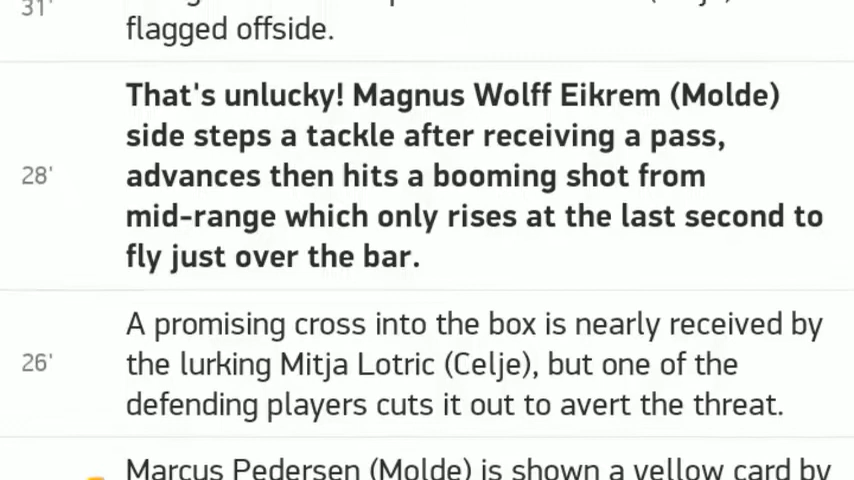 31'
flagged offside.
That's unlucky! Magnus Wolff Eikrem (Molde)
side steps a tackle after receiving a pass,
28'
advances then hits a booming shot from
mid-range which only rises at the last second to
fly just over the bar.
A promising cross into the box is nearly received by
26'
the lurking Mitja Lotric (Celje), but one of the
defending players cuts it out to avert the threat.
Marcus Pedersen (Molde) is shown a yellow card by